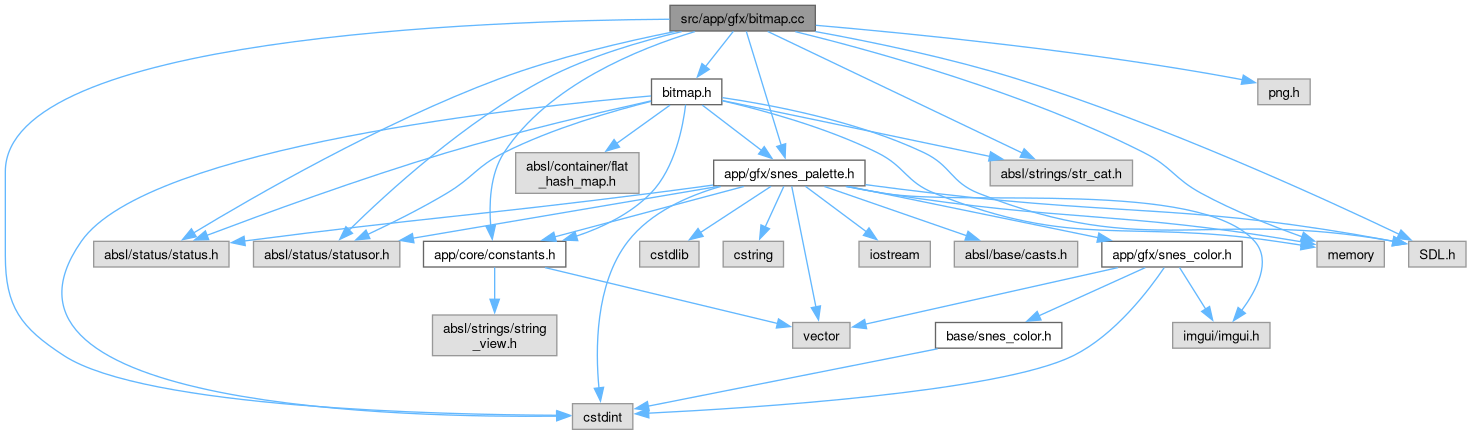 src/app/gfx/bitmap.cc
bitmap.h
png.h
absl/container/flat
_hash_map.h
app/gfx/snes_palette.h
absl/strings/str_cat.h
absl/status/status.h
absl/status/statusor.h
app/core/constants.h
cstdlib
cstring
iostream
absl/base/casts.h
app/gfx/snes_color.h
memory
SDL.h
absl/strings/string
_view.h
vector
base/snes_color.h
imgui/imgui.h
cstdint